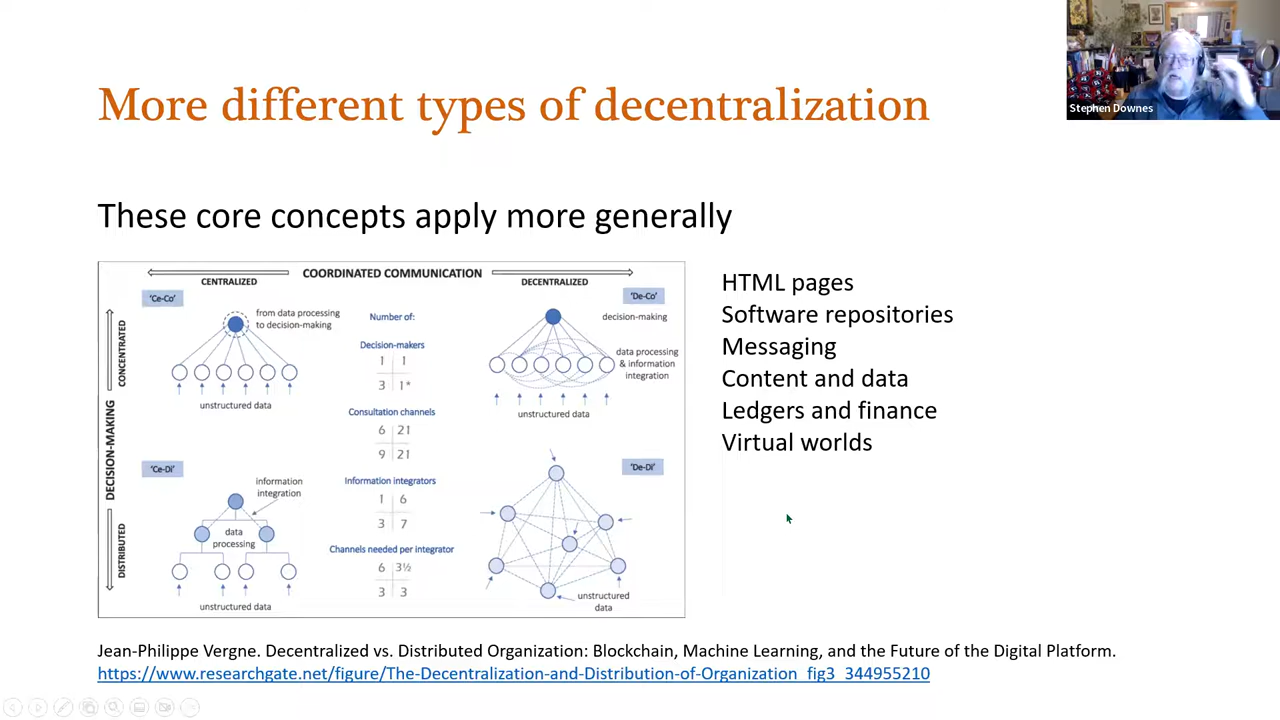 Stephen Downes
More different types of decentralization
These core concepts apply more generally
COORDINATED COMMUNICATION
CENTRALIZED
DECENTRALIZED
DECISION-MAKING
CONCENTRATED
DISTRIBUTED
'Ce-Co'
from data processing
to decision-making
unstructured data
'De-Co'
decision-making
data processing
& information
integration
unstructured data
Number of:
Decision-makers
1 1
3 1*
Consultation channels
6 21
9 21
Information integrators
1 6
3 7
Channels needed per integrator
6 3½
3 3
'Ce-Di'
information
integration
data
processing
unstructured data
'De-Di'
unstructured
data
HTML pages
Software repositories
Messaging
Content and data
Ledgers and finance
Virtual worlds
Jean-Philippe Vergne. Decentralized vs. Distributed Organization: Blockchain, Machine Learning, and the Future of the Digital Platform.
https://www.researchgate.net/figure/The-Decentralization-and-Distribution-of-Organization_fig3_344955210